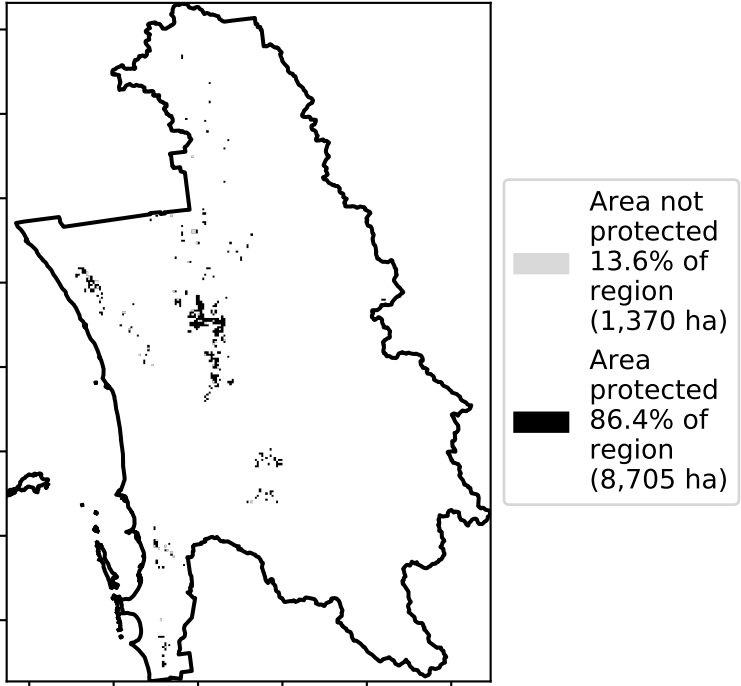 Area not
protected
13.6% of
region
(1,370 ha)
Area
protected
86.4% of
region
(8,705 ha)